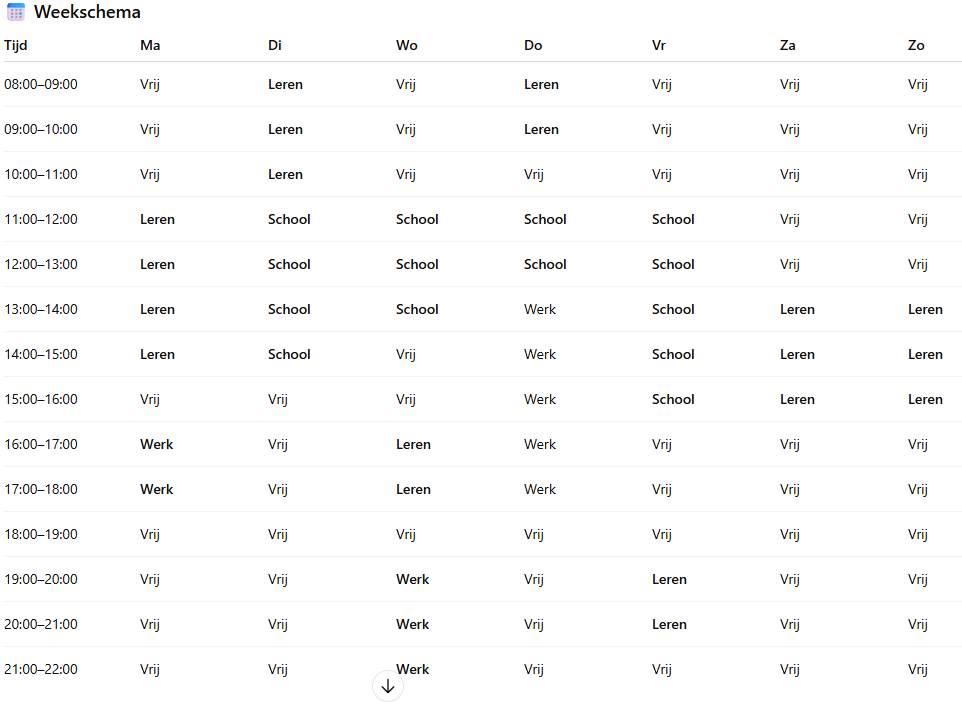 Weekschema
Tijd Ma Di Wo Do Vr Za Zo
08:00–09:00 Vrij Leren Vrij Leren Vrij Vrij Vrij
09:00–10:00 Vrij Leren Vrij Leren Vrij Vrij Vrij
10:00–11:00 Vrij Leren Vrij Vrij Vrij Vrij Vrij
11:00–12:00 Leren School School School School Vrij Vrij
12:00–13:00 Leren School School School School Vrij Vrij
13:00–14:00 Leren School School Werk School Leren Leren
14:00–15:00 Leren School Vrij Werk School Leren Leren
15:00–16:00 Vrij Vrij Vrij Werk School Leren Leren
16:00–17:00 Werk Vrij Leren Werk Vrij Vrij Vrij
17:00–18:00 Werk Vrij Leren Werk Vrij Vrij Vrij
18:00–19:00 Vrij Vrij Vrij Vrij Vrij Vrij Vrij
19:00–20:00 Vrij Vrij Werk Vrij Leren Vrij Vrij
20:00–21:00 Vrij Vrij Werk Vrij Leren Vrij Vrij
21:00–22:00 Vrij Vrij Werk Vrij Vrij Vrij Vrij